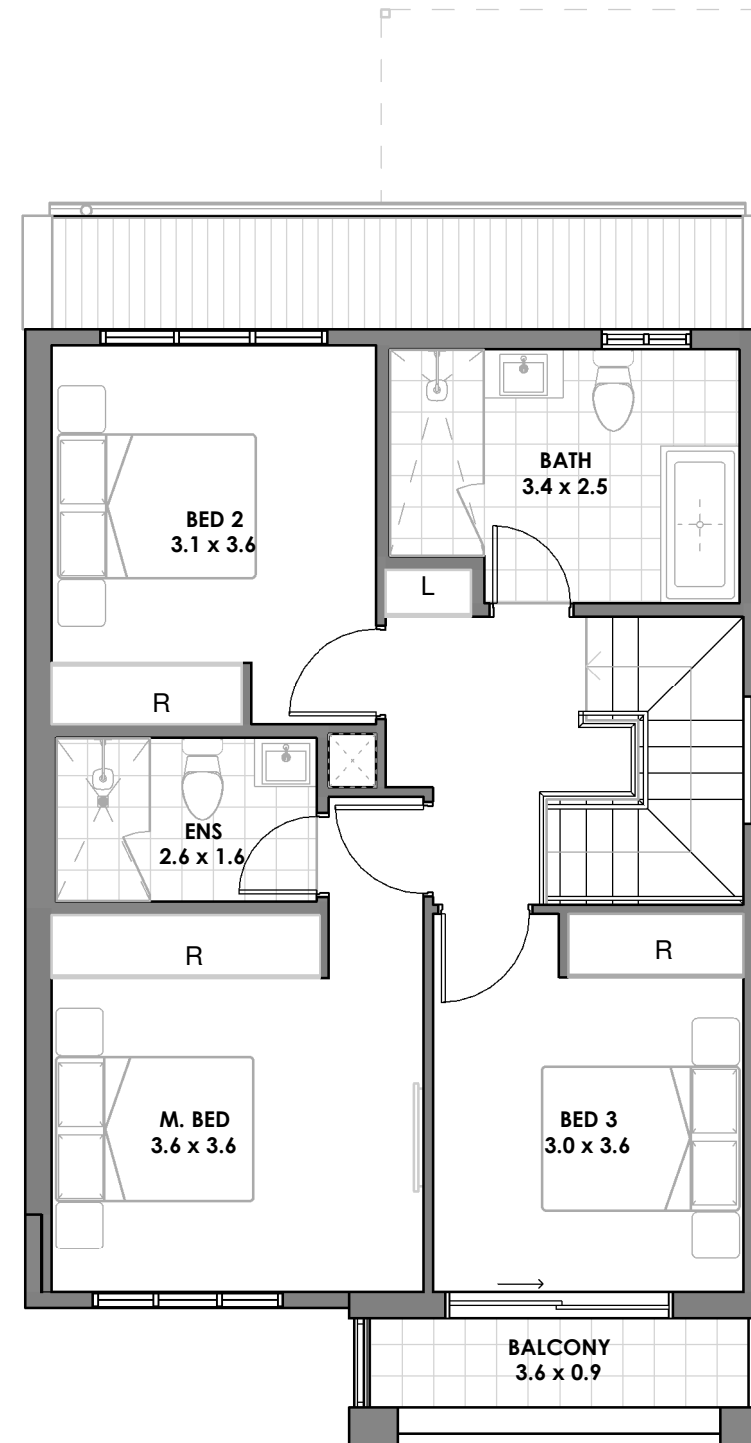 BATH
3.4 x 2.5
BED 2
3.1 x 3.6
L
R
ENS
2.6 x 1.6
R
R
M. BED
3.6 x 3.6
BED 3
3.0 x 3.6
BALCONY
3.6 x 0.9